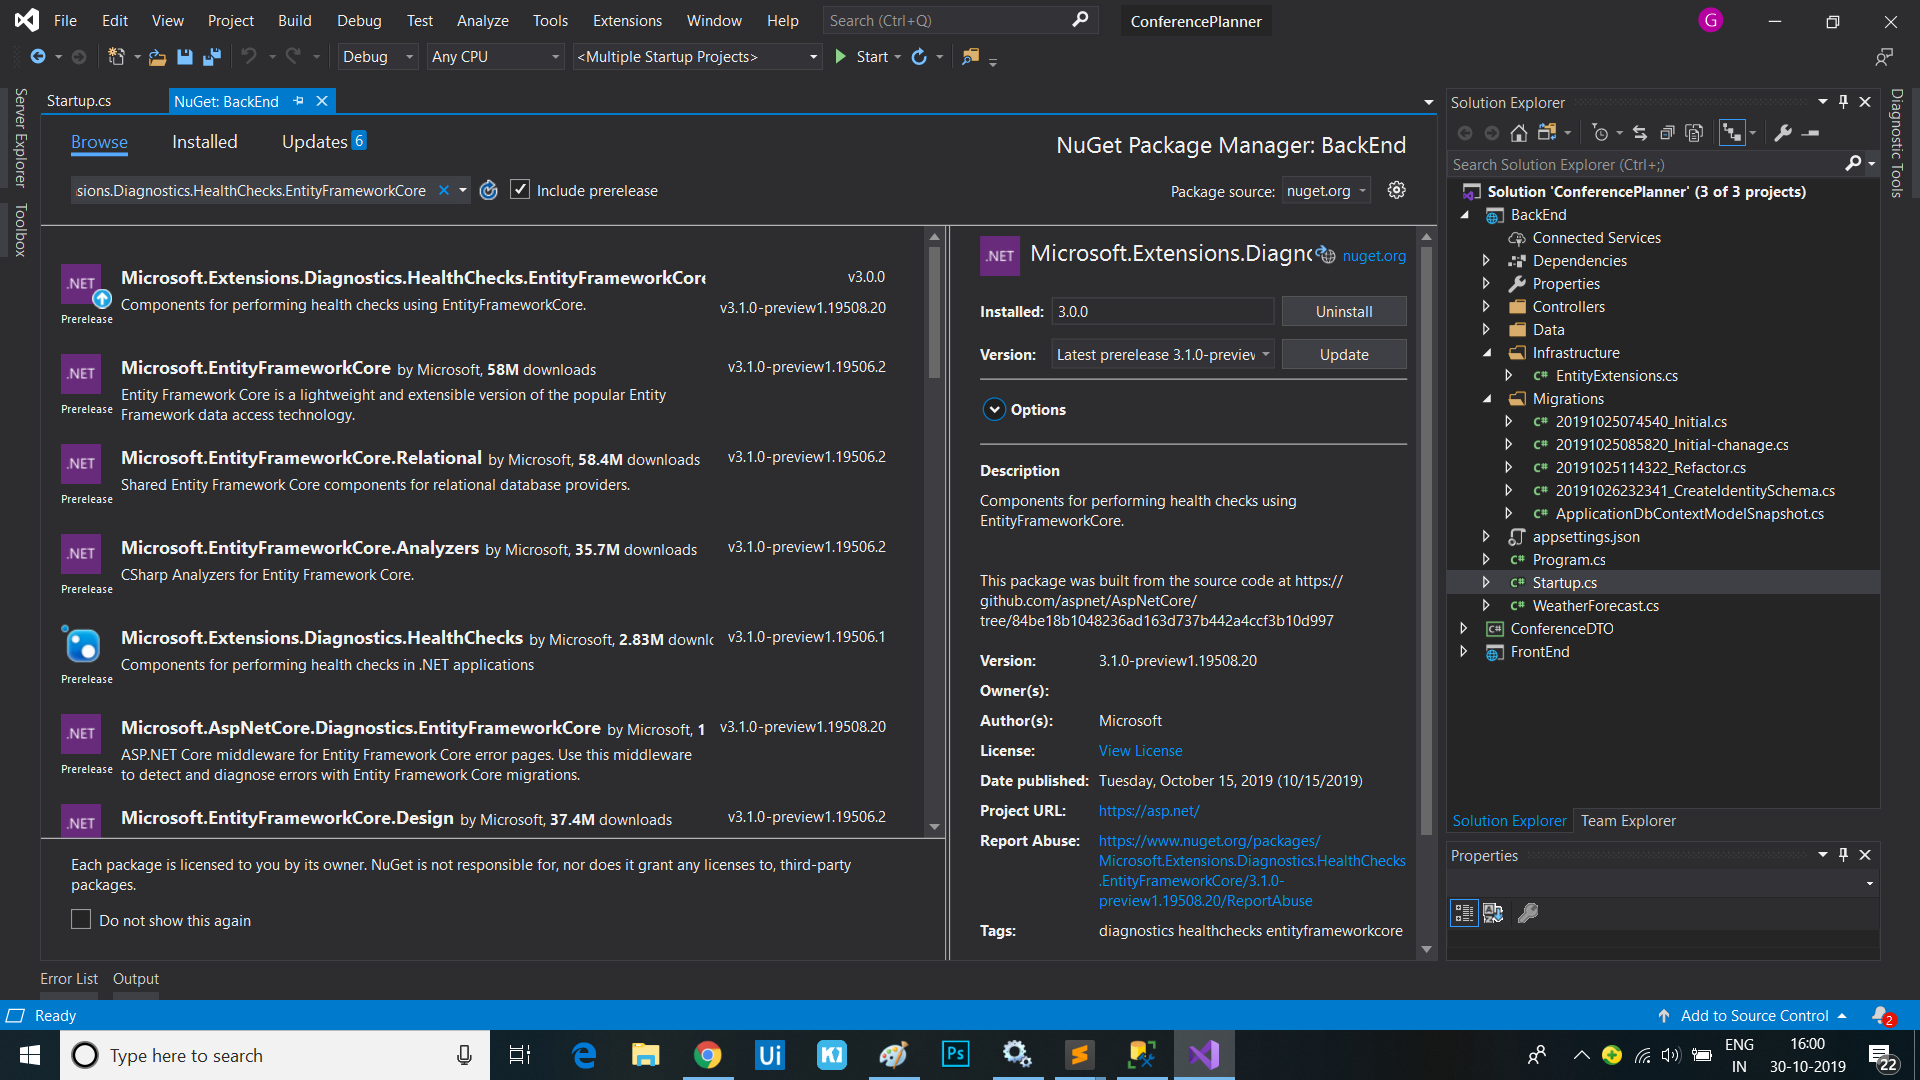 File Edit View Project Build Debug Test Analyze Tools Extensions Window Help Search (Ctrl+Q) ConferencePlanner G
Debug Any CPU <Multiple Startup Projects> Start
Server Explorer
Toolbox
Startup.cs NuGet: BackEnd
Browse Installed Updates 6
NuGet Package Manager: BackEnd
sions.Diagnostics.HealthChecks.EntityFrameworkCore Include prerelease
Package source: nuget.org
.NET Microsoft.Extensions.Diagnostics.HealthChecks.EntityFrameworkCore v3.0.0
Components for performing health checks using EntityFrameworkCore. v3.1.0-preview1.19508.20
Prerelease
.NET Microsoft.EntityFrameworkCore by Microsoft, 58M downloads v3.1.0-preview1.19506.2
Entity Framework Core is a lightweight and extensible version of the popular Entity
Framework data access technology.
Prerelease
.NET Microsoft.EntityFrameworkCore.Relational by Microsoft, 58.4M downloads v3.1.0-preview1.19506.2
Shared Entity Framework Core components for relational database providers.
Prerelease
.NET Microsoft.EntityFrameworkCore.Analyzers by Microsoft, 35.7M downloads v3.1.0-preview1.19506.2
CSharp Analyzers for Entity Framework Core.
Prerelease
Microsoft.Extensions.Diagnostics.HealthChecks by Microsoft, 2.83M downlo v3.1.0-preview1.19506.1
Components for performing health checks in .NET applications
Prerelease
.NET Microsoft.AspNetCore.Diagnostics.EntityFrameworkCore by Microsoft, 1 v3.1.0-preview1.19508.20
ASP.NET Core middleware for Entity Framework Core error pages. Use this middleware
to detect and diagnose errors with Entity Framework Core migrations.
Prerelease
.NET Microsoft.EntityFrameworkCore.Design by Microsoft, 37.4M downloads v3.1.0-preview1.19506.2
Each package is licensed to you by its owner. NuGet is not responsible for, nor does it grant any licenses to, third-party
packages.
Do not show this again
.NET Microsoft.Extensions.Diagno nuget.org
Installed: 3.0.0 Uninstall
Version: Latest prerelease 3.1.0-preview Update
Options
Description
Components for performing health checks using
EntityFrameworkCore.
This package was built from the source code at https://
github.com/aspnet/AspNetCore/
tree/84be18b1048236ad163d737b442a4ccf3b10d997
Version: 3.1.0-preview1.19508.20
Owner(s):
Author(s): Microsoft
License: View License
Date published: Tuesday, October 15, 2019 (10/15/2019)
Project URL: https://asp.net/
Report Abuse: https://www.nuget.org/packages/
Microsoft.Extensions.Diagnostics.HealthChecks
.EntityFrameworkCore/3.1.0-
preview1.19508.20/ReportAbuse
Tags: diagnostics healthchecks entityframeworkcore
Solution Explorer
Search Solution Explorer (Ctrl+;)
Solution 'ConferencePlanner' (3 of 3 projects)
BackEnd
Connected Services
Dependencies
Properties
Controllers
Data
Infrastructure
C# EntityExtensions.cs
Migrations
C# 20191025074540_Initial.cs
C# 20191025085820_Initial-chanage.cs
C# 20191025114322_Refactor.cs
C# 20191026232341_CreateIdentitySchema.cs
C# ApplicationDbContextModelSnapshot.cs
appsettings.json
C# Program.cs
C# Startup.cs
C# WeatherForecast.cs
C# ConferenceDTO
FrontEnd
Solution Explorer Team Explorer
Properties
Diagnostic Tools
Error List Output
Ready Add to Source Control 2
Type here to search Ui K Ps ENG IN 16:00 30-10-2019 22